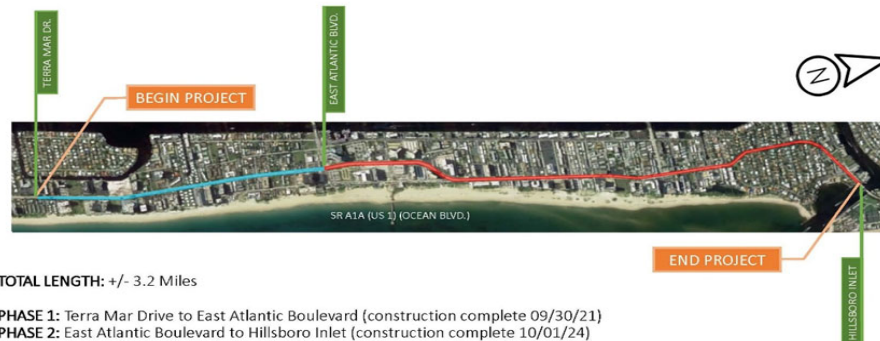 TERRA MAR DR.
EAST ATLANTIC BLVD.
BEGIN PROJECT
N
SR A1A (US 1) (OCEAN BLVD.)
END PROJECT
HILLSBORO INLET
TOTAL LENGTH: +/- 3.2 Miles
PHASE 1: Terra Mar Drive to East Atlantic Boulevard (construction complete 09/30/21)
PHASE 2: East Atlantic Boulevard to Hillsboro Inlet (construction complete 10/01/24)